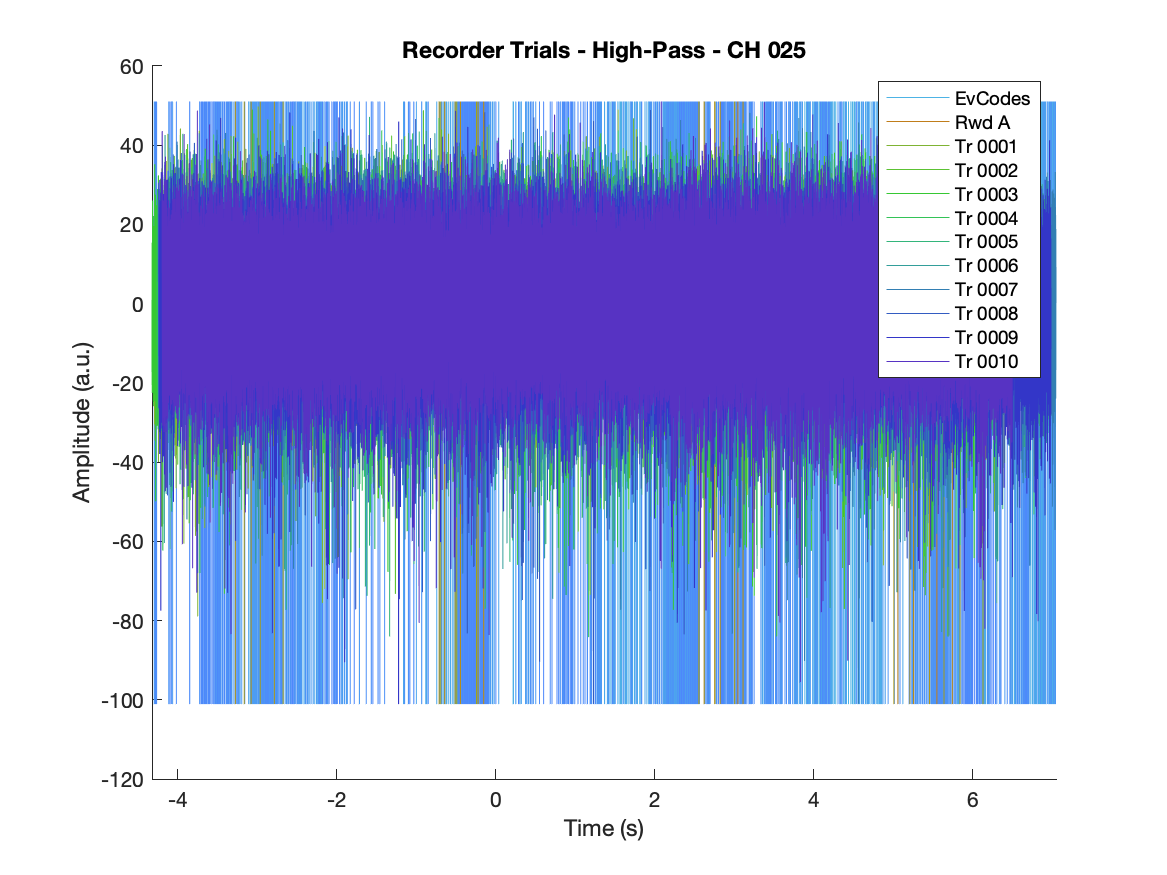 Recorder Trials - High-Pass - CH 025
60
40
20
0
-20
-40
-60
-80
-100
-120
Amplitude (a.u.)
-4
-2
0
2
4
6
Time (s)
EvCodes
Rwd A
Tr 0001
Tr 0002
Tr 0003
Tr 0004
Tr 0005
Tr 0006
Tr 0007
Tr 0008
Tr 0009
Tr 0010